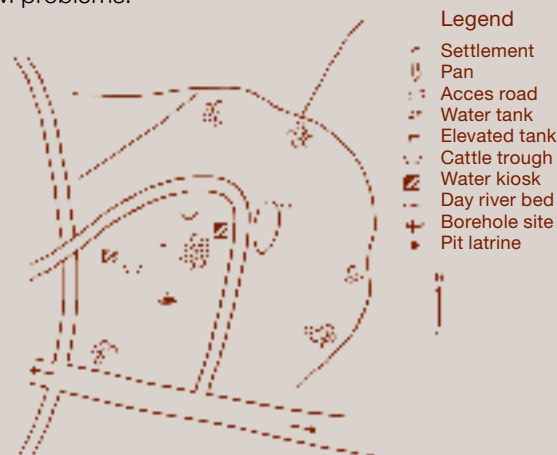 problems.
Legend
Settlement
Pan
Acces road
Water tank
Elevated tank
Cattle trough
Water kiosk
Day river bed
Borehole site
Pit latrine
N